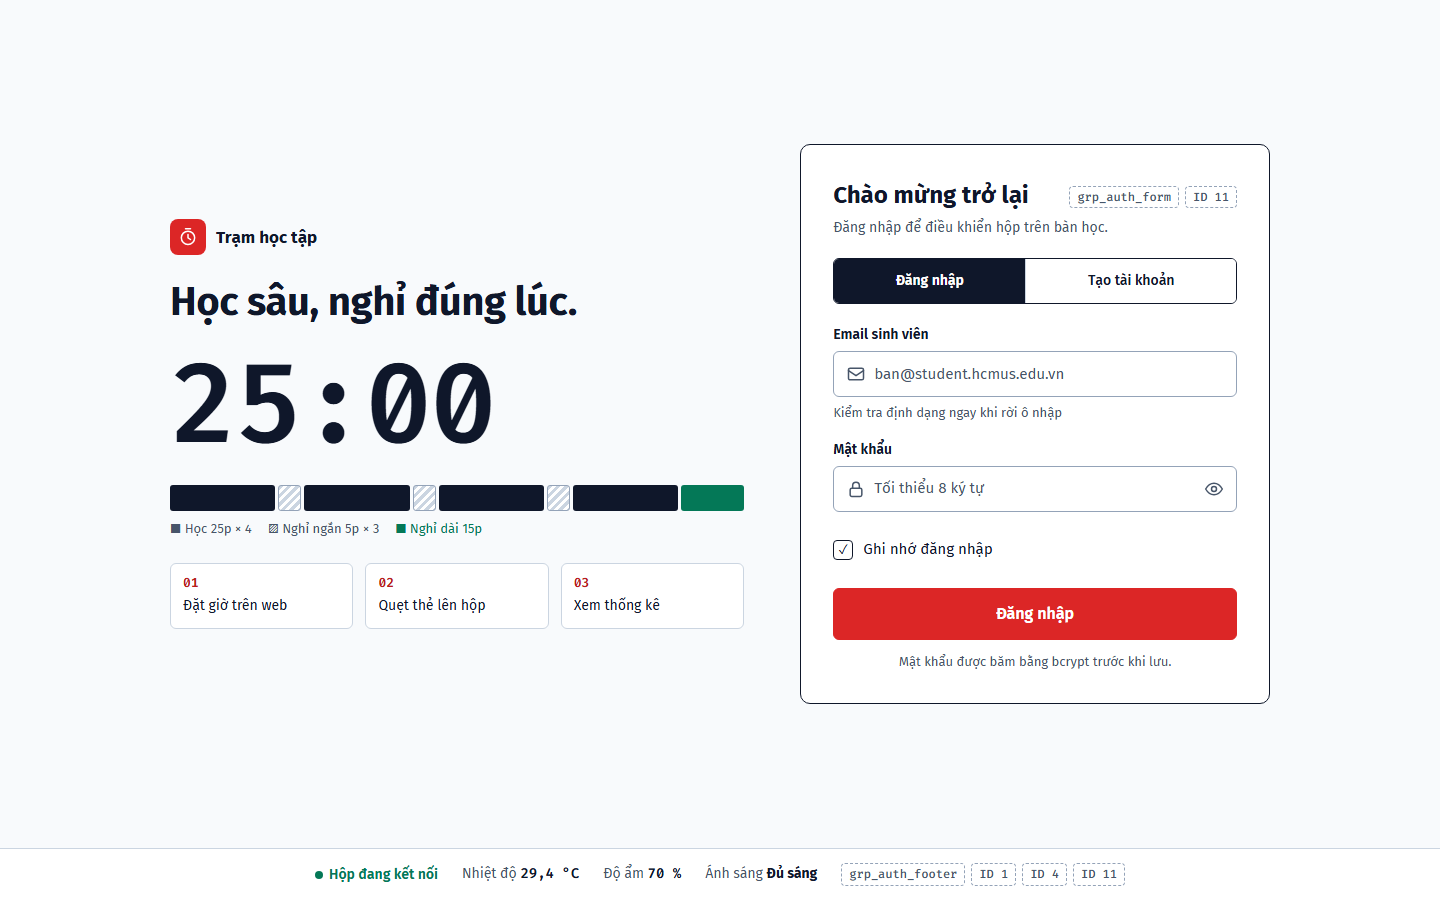 Trạm học tập
Học sâu, nghỉ đúng lúc.
25:00
Học 25p × 4 Nghỉ ngắn 5p × 3 Nghỉ dài 15p
01
Đặt giờ trên web
02
Quẹt thẻ lên hộp
03
Xem thống kê
Chào mừng trở lại
grp_auth_form ID 11
Đăng nhập để điều khiển hộp trên bàn học.
Đăng nhập Tạo tài khoản
Email sinh viên
ban@student.hcmus.edu.vn
Kiểm tra định dạng ngay khi rời ô nhập
Mật khẩu
Tối thiểu 8 ký tự
Ghi nhớ đăng nhập
Đăng nhập
Mật khẩu được băm bằng bcrypt trước khi lưu.
Hộp đang kết nối Nhiệt độ 29,4 °C Độ ẩm 70 % Ánh sáng Đủ sáng grp_auth_footer ID 1 ID 4 ID 11